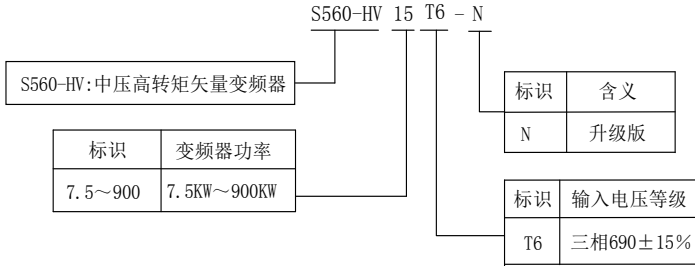 S560-HV 15 T6 - N
S560-HV:中压高转矩矢量变频器
标识 含义
N 升级版
标识 变频器功率
7.5～900 7.5KW～900KW
标识 输入电压等级
T6 三相690±15%